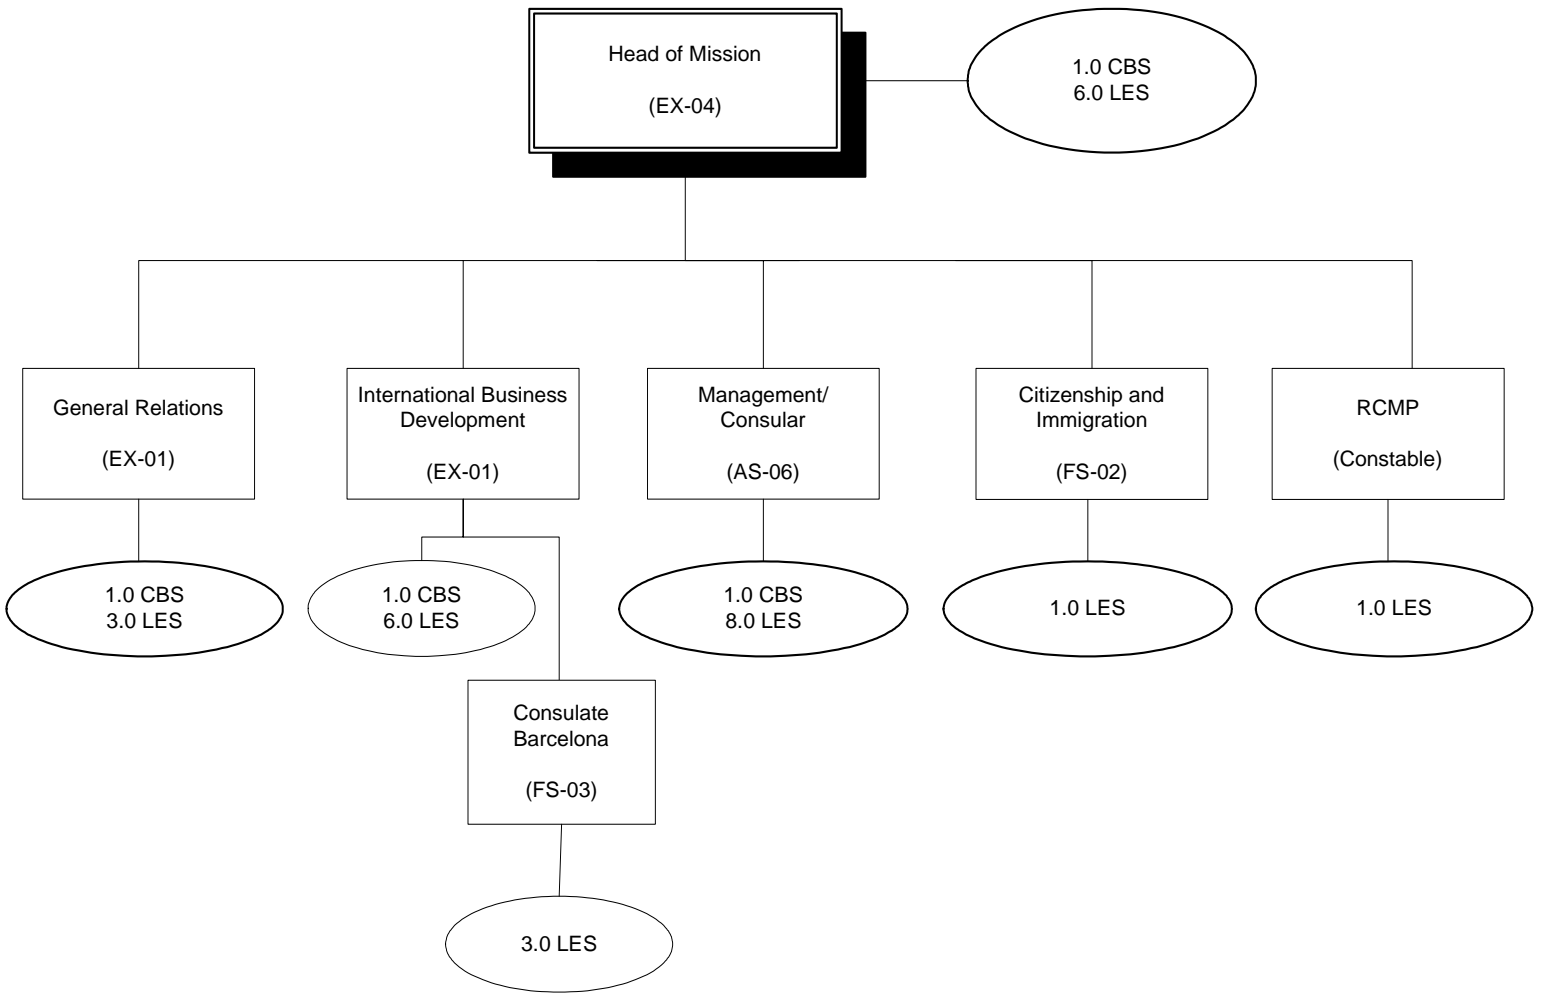 Head of Mission
(EX-04)
1.0 CBS
6.0 LES
General Relations
(EX-01)
International Business
Development
(EX-01)
Management/
Consular
(AS-06)
Citizenship and
Immigration
(FS-02)
RCMP
(Constable)
1.0 CBS
3.0 LES
1.0 CBS
6.0 LES
1.0 CBS
8.0 LES
1.0 LES
1.0 LES
Consulate
Barcelona
(FS-03)
3.0 LES